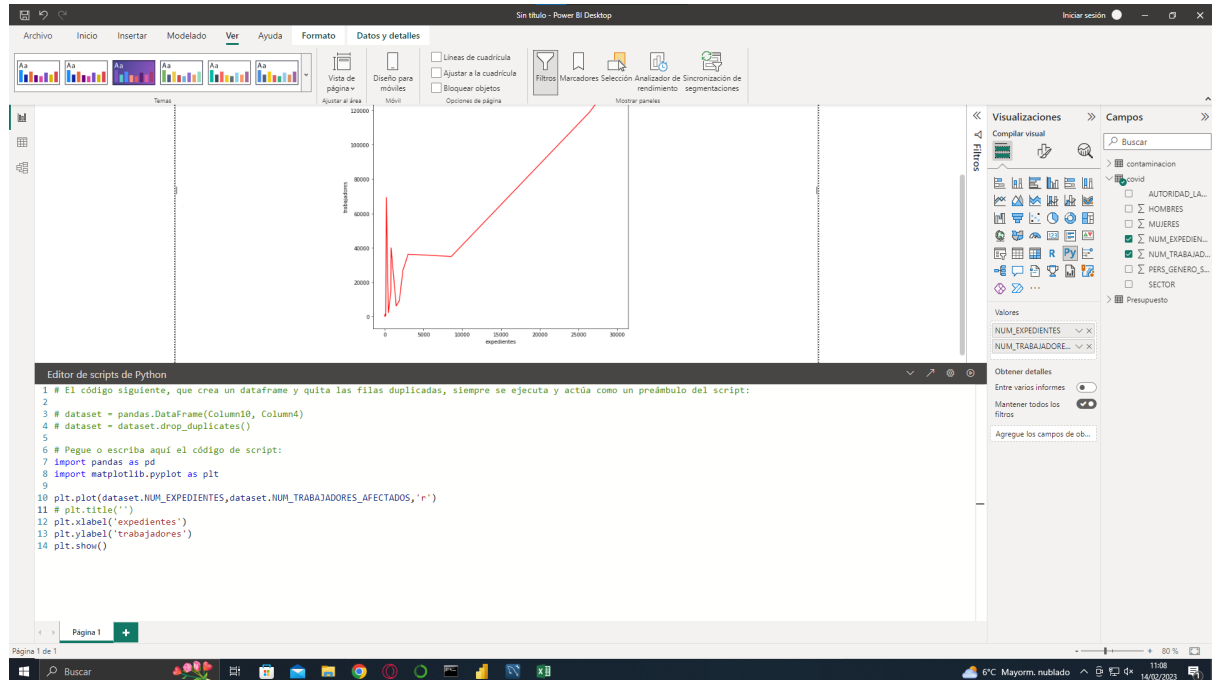 Sin título - Power BI Desktop
Iniciar sesión
Archivo Inicio Insertar Modelado Ver Ayuda Formato Datos y detalles
Aa Aa Aa Aa Aa Aa
Temas
Vista de página
Ajustar al área
Diseño para móviles
Móvil
Líneas de cuadrícula
Ajustar a la cuadrícula
Bloquear objetos
Opciones de página
Filtros Marcadores Selección Analizador de rendimiento Sincronización de segmentaciones
Mostrar paneles
120000
100000
80000
60000
40000
20000
0
trabajadores
0 5000 10000 15000 20000 25000 30000
expedientes
Filtros
Visualizaciones
Compilar visual
R Py
123
Valores
NUM_EXPEDIENTES
NUM_TRABAJADORE...
Obtener detalles
Entre varios informes
Mantener todos los filtros
Agregue los campos de ob...
Campos
Buscar
contaminacion
covid
AUTORIDAD_LA...
∑ HOMBRES
∑ MUJERES
∑ NUM_EXPEDIEN...
∑ NUM_TRABAJAD...
∑ PERS_GENERO_S...
SECTOR
Presupuesto
Editor de scripts de Python
1 # El código siguiente, que crea un dataframe y quita las filas duplicadas, siempre se ejecuta y actúa como un preámbulo del script:
2
3 # dataset = pandas.DataFrame(Column10, Column4)
4 # dataset = dataset.drop_duplicates()
5
6 # Pegue o escriba aquí el código de script:
7 import pandas as pd
8 import matplotlib.pyplot as plt
9
10 plt.plot(dataset.NUM_EXPEDIENTES,dataset.NUM_TRABAJADORES_AFECTADOS,'r')
11 # plt.title('')
12 plt.xlabel('expedientes')
13 plt.ylabel('trabajadores')
14 plt.show()
Página 1 +
Página 1 de 1
- + 80 %
Buscar
6°C Mayorm. nublado
11:08
14/02/2023